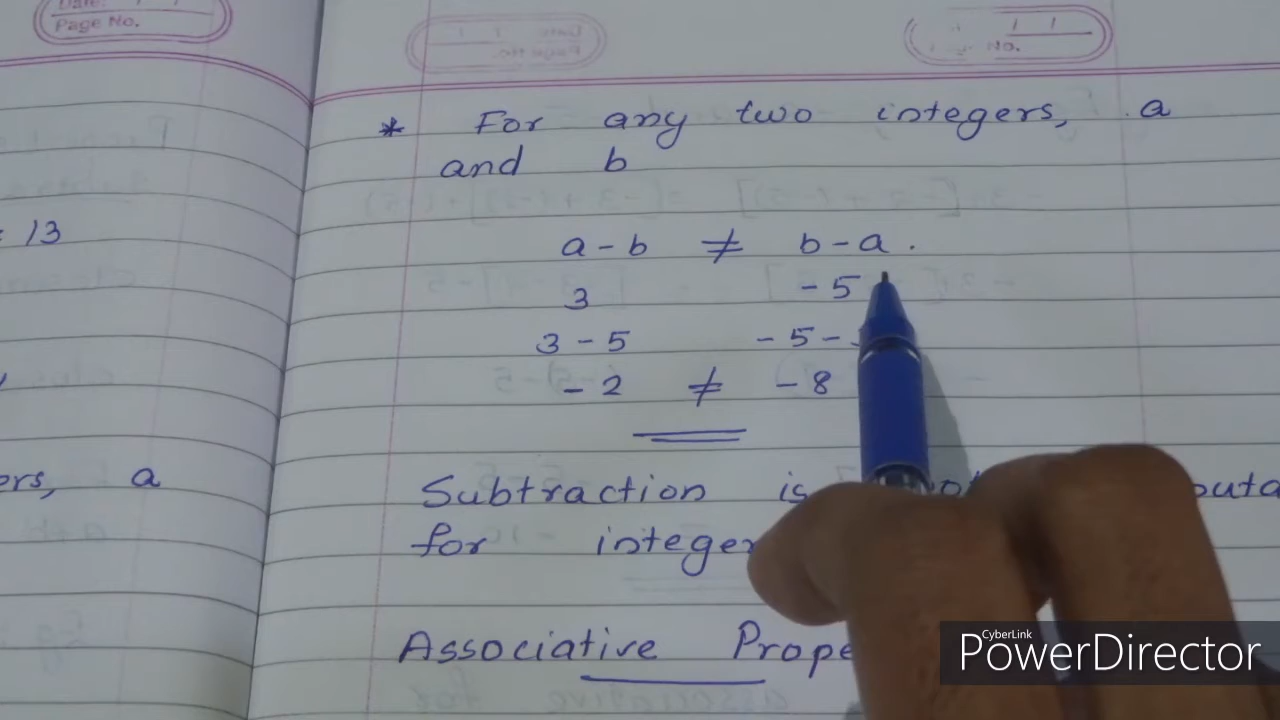 Page No.
No.
* For any two integers, a
and b
= 13
a - b ≠ b - a .
3 - 5
3 - 5 - 5 -
- 2 ≠ - 8
a
Subtraction is
for integer
Associative Prope
CyberLink
PowerDirector